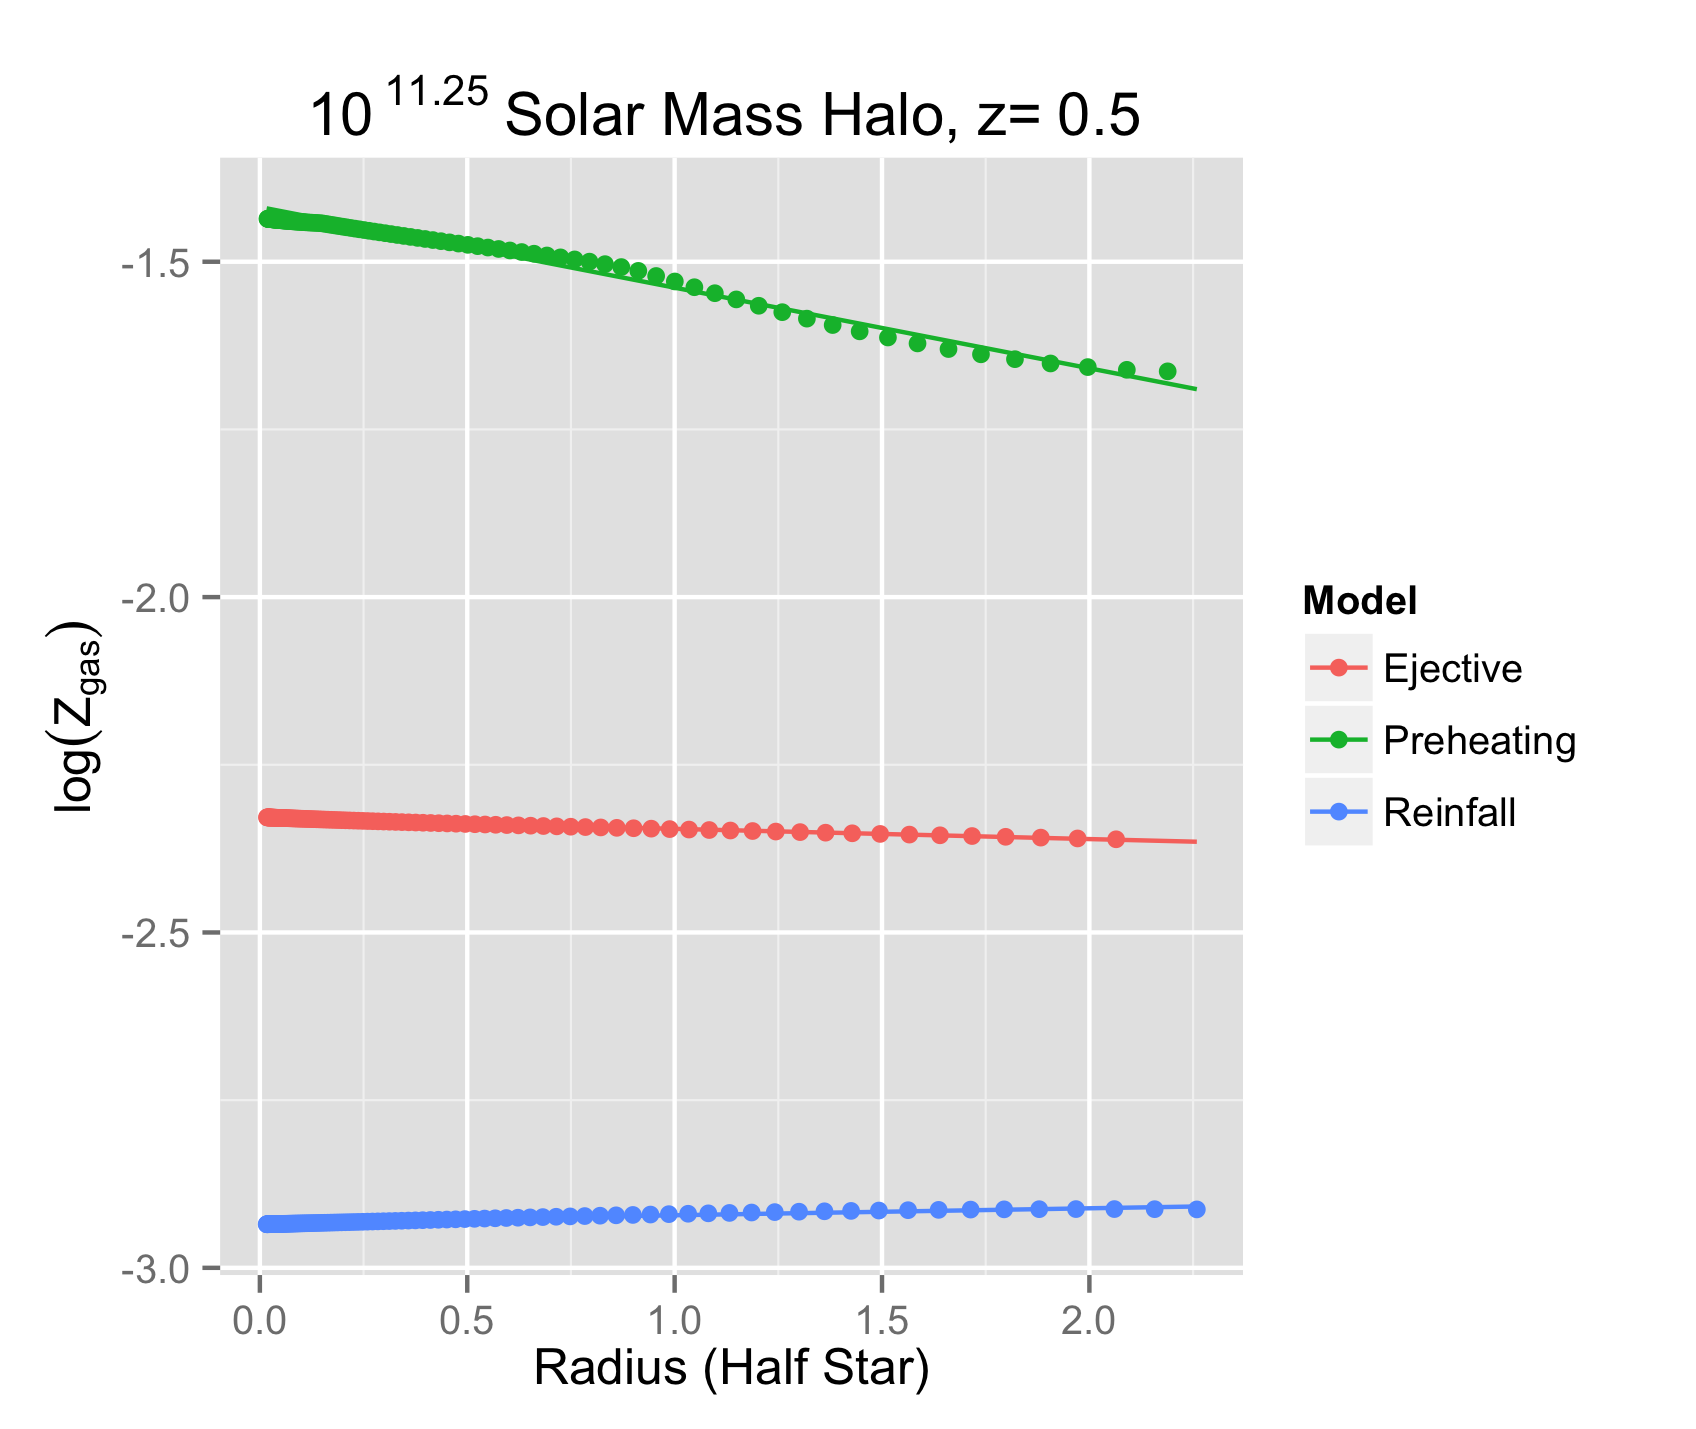 10 11.25 Solar Mass Halo, z= 0.5
log(Zgas)
-1.5
-2.0
-2.5
-3.0
0.0 0.5 1.0 1.5 2.0
Radius (Half Star)
Model
Ejective
Preheating
Reinfall